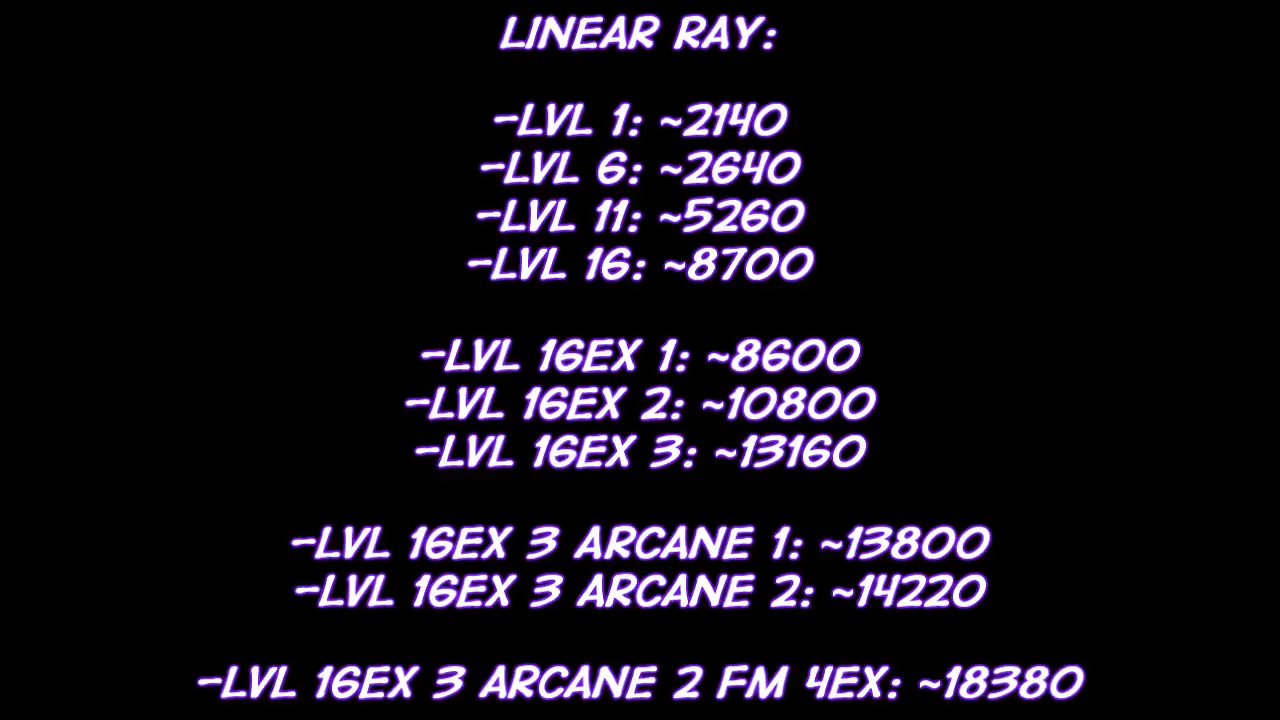 LINEAR RAY:
-LVL 1: ~2140
-LVL 6: ~2640
-LVL 11: ~5260
-LVL 16: ~8700
-LVL 16EX 1: ~8600
-LVL 16EX 2: ~10800
-LVL 16EX 3: ~13160
-LVL 16EX 3 ARCANE 1: ~13800
-LVL 16EX 3 ARCANE 2: ~14220
-LVL 16EX 3 ARCANE 2 FM 4EX: ~18380